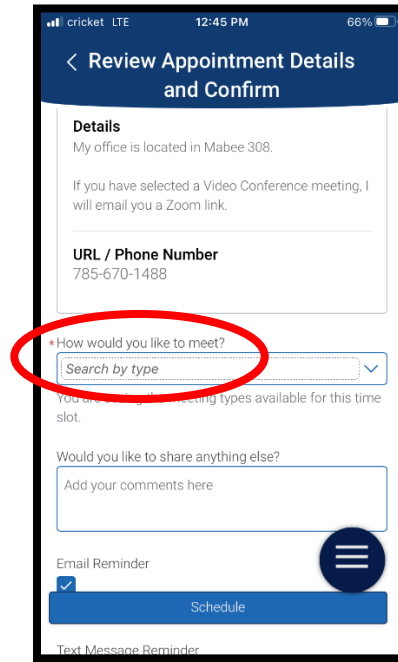 cricket LTE 12:45 PM 66%
Review Appointment Details
and Confirm
Details
My office is located in Mabee 308.
If you have selected a Video Conference meeting, I
will email you a Zoom link.
URL / Phone Number
785-670-1488
*How would you like to meet?
Search by type
You are seeing the meeting types available for this time
slot.
Would you like to share anything else?
Add your comments here
Email Reminder
Schedule
Text Message Reminder